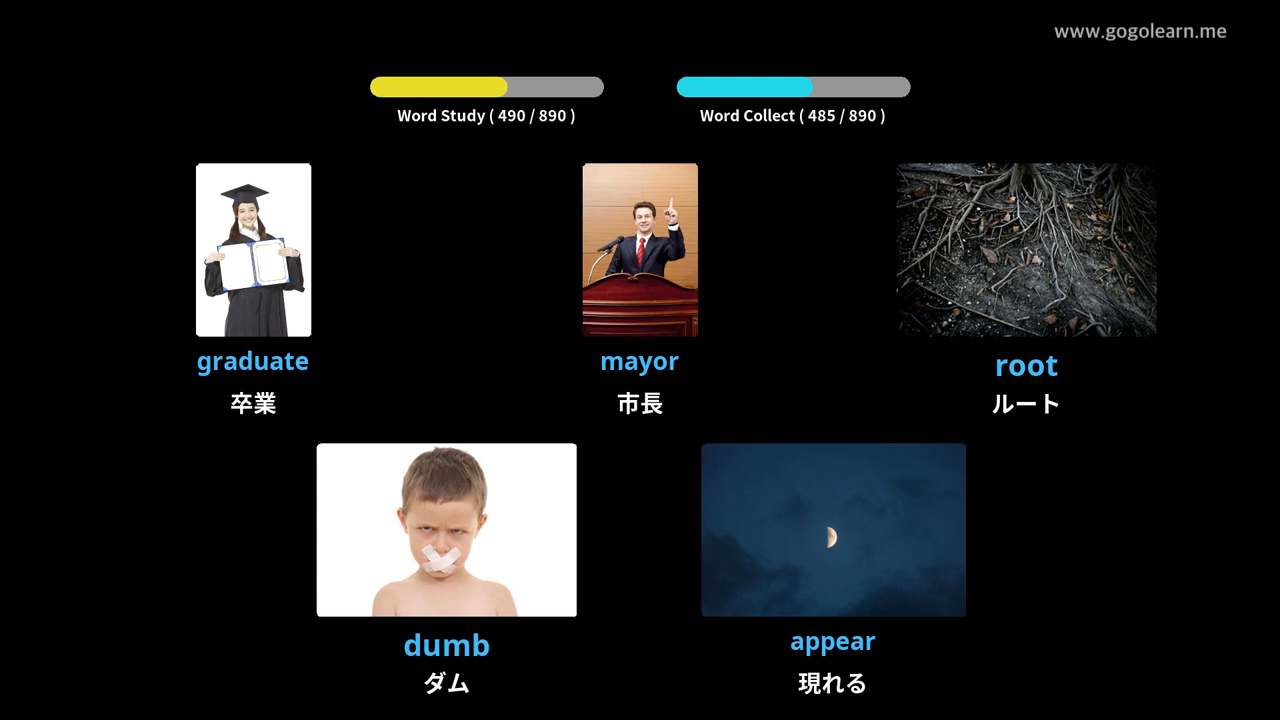 www.gogolearn.me
Word Study ( 490 / 890 )
Word Collect ( 485 / 890 )
graduate
卒業
mayor
市長
root
ルート
dumb
ダム
appear
現れる